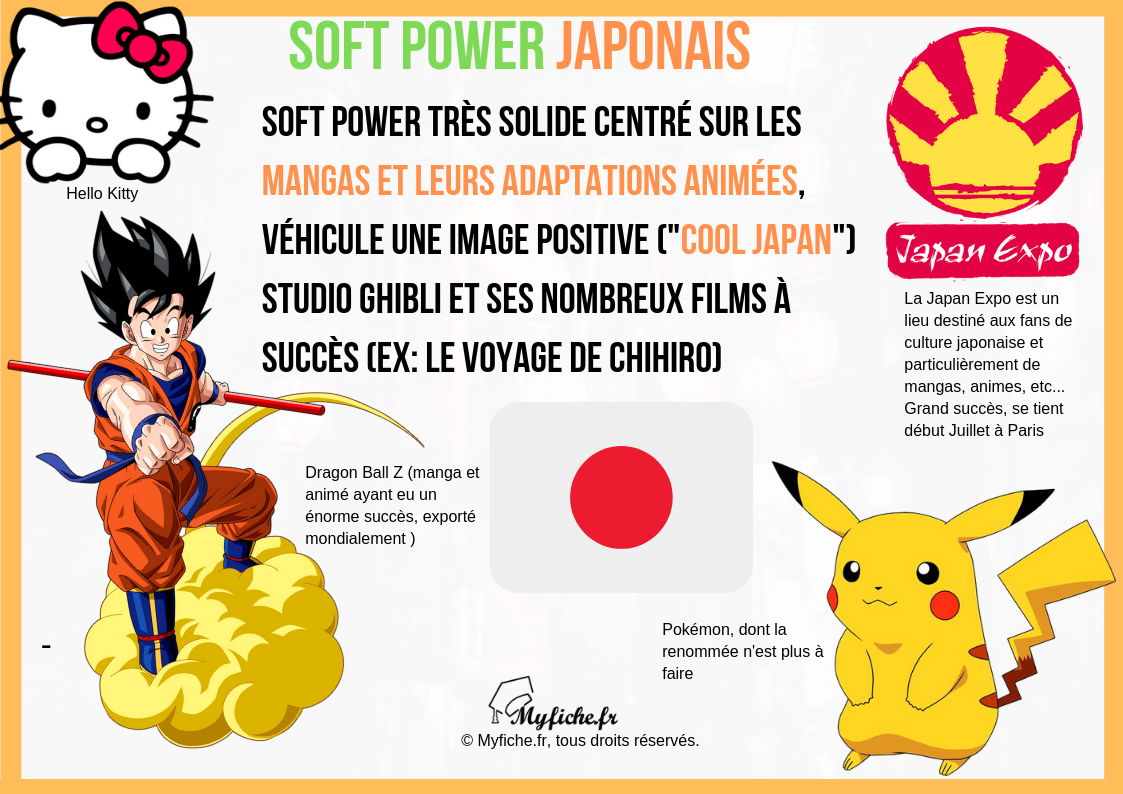 SOFT POWER JAPONAIS
SOFT POWER TRÈS SOLIDE CENTRÉ SUR LES
MANGAS ET LEURS ADAPTATIONS ANIMÉES,
VÉHICULE UNE IMAGE POSITIVE ("COOL JAPAN")
STUDIO GHIBLI ET SES NOMBREUX FILMS À
SUCCÈS (EX: LE VOYAGE DE CHIHIRO)
Hello Kitty
Japan Expo
La Japan Expo est un
lieu destiné aux fans de
culture japonaise et
particulièrement de
mangas, animes, etc...
Grand succès, se tient
début Juillet à Paris
Dragon Ball Z (manga et
animé ayant eu un
énorme succès, exporté
mondialement )
-
Pokémon, dont la
renommée n'est plus à
faire
Myfiche.fr
© Myfiche.fr, tous droits réservés.